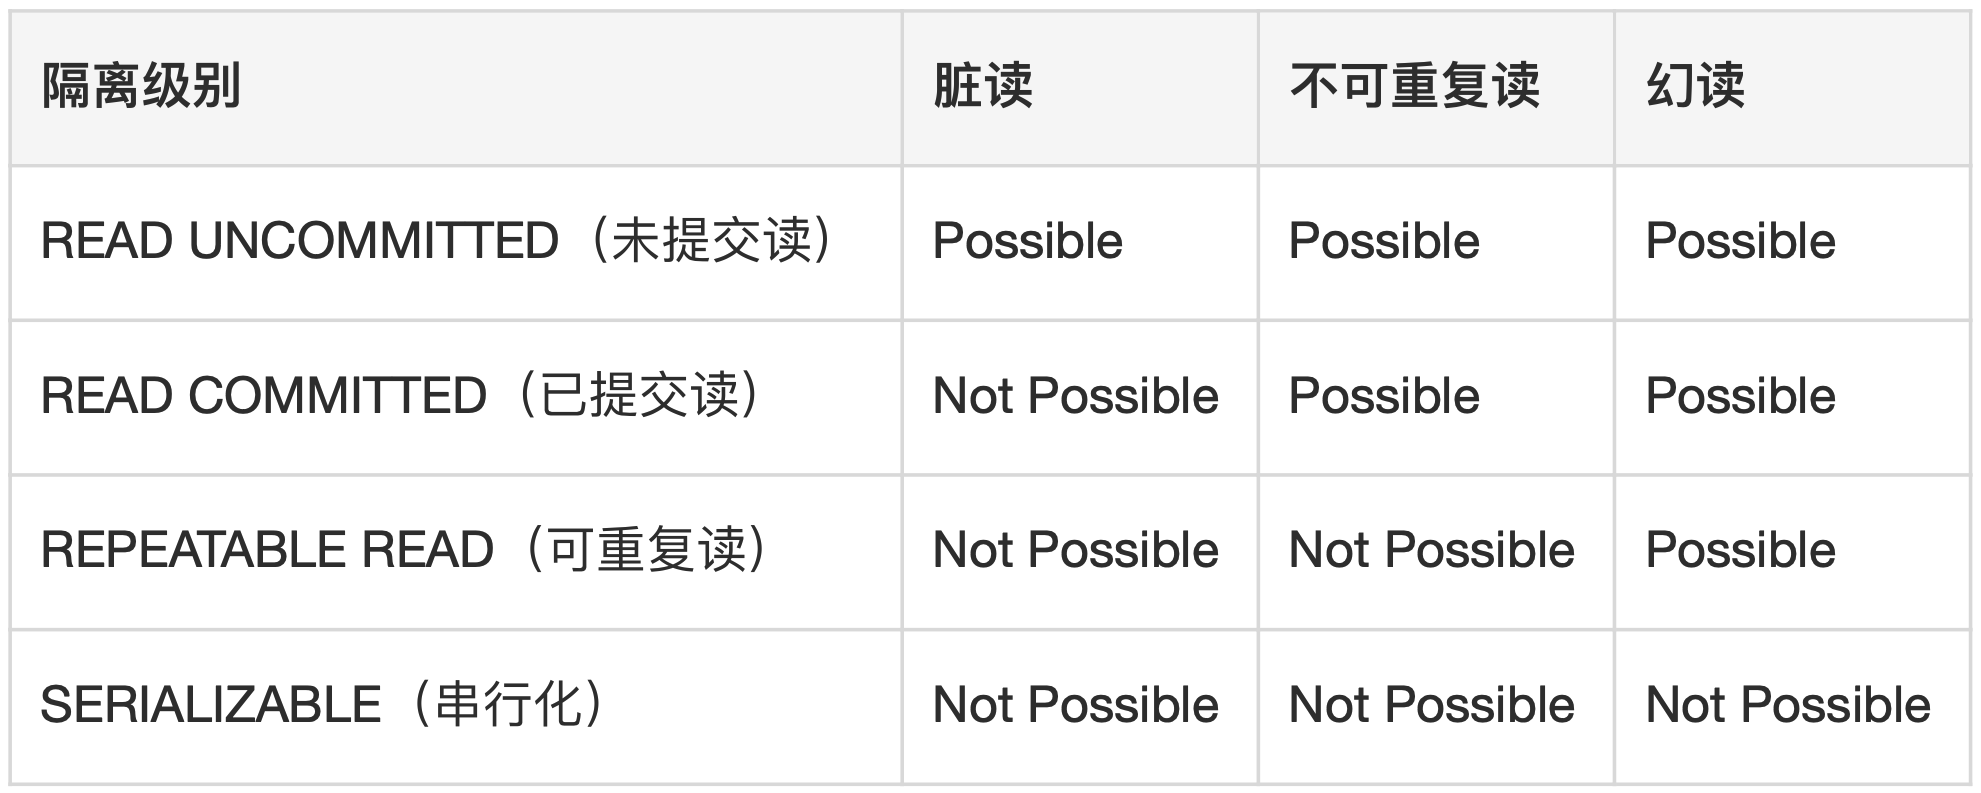 隔离级别 脏读 不可重复读 幻读
READ UNCOMMITTED（未提交读） Possible Possible Possible
READ COMMITTED（已提交读） Not Possible Possible Possible
REPEATABLE READ（可重复读） Not Possible Not Possible Possible
SERIALIZABLE（串行化） Not Possible Not Possible Not Possible